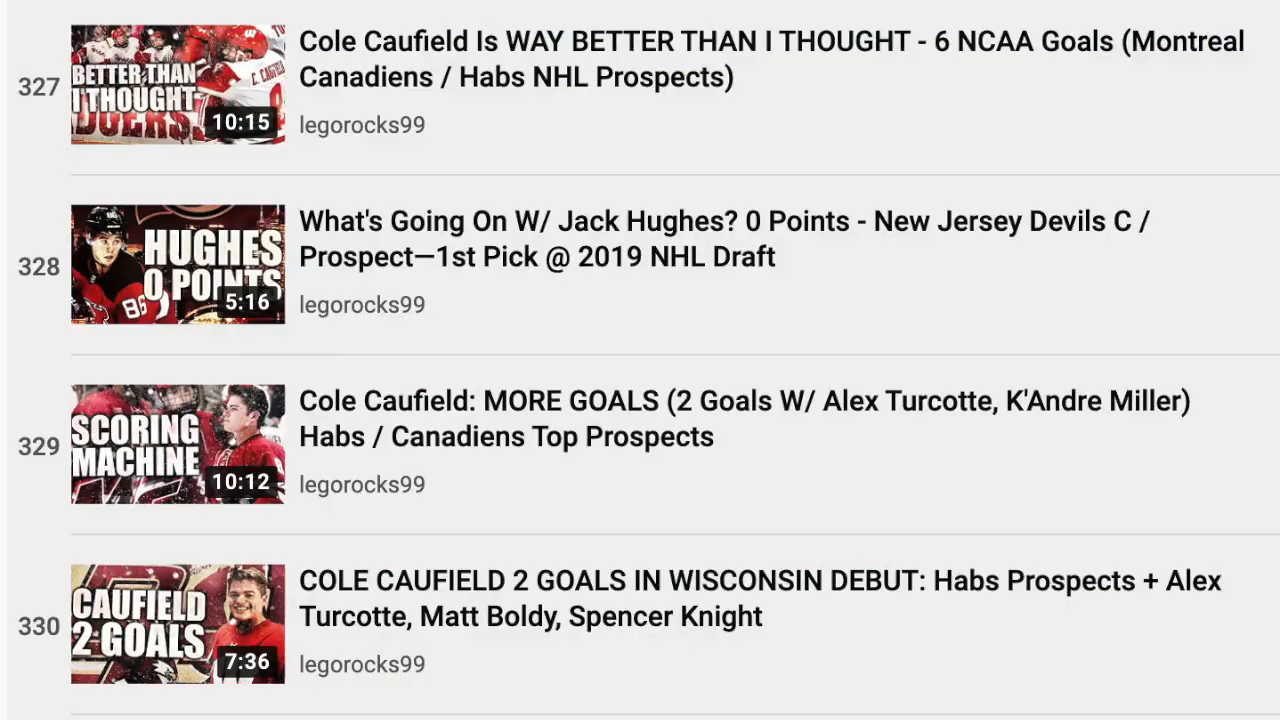 327
BETTER THAN
I THOUGHT
10:15
Cole Caufield Is WAY BETTER THAN I THOUGHT - 6 NCAA Goals (Montreal
Canadiens / Habs NHL Prospects)
legorocks99
328
HUGHES
0 POINTS
86
5:16
What's Going On W/ Jack Hughes? 0 Points - New Jersey Devils C /
Prospect—1st Pick @ 2019 NHL Draft
legorocks99
329
SCORING
MACHINE
10:12
Cole Caufield: MORE GOALS (2 Goals W/ Alex Turcotte, K'Andre Miller)
Habs / Canadiens Top Prospects
legorocks99
330
CAUFIELD
2 GOALS
7:36
COLE CAUFIELD 2 GOALS IN WISCONSIN DEBUT: Habs Prospects + Alex
Turcotte, Matt Boldy, Spencer Knight
legorocks99